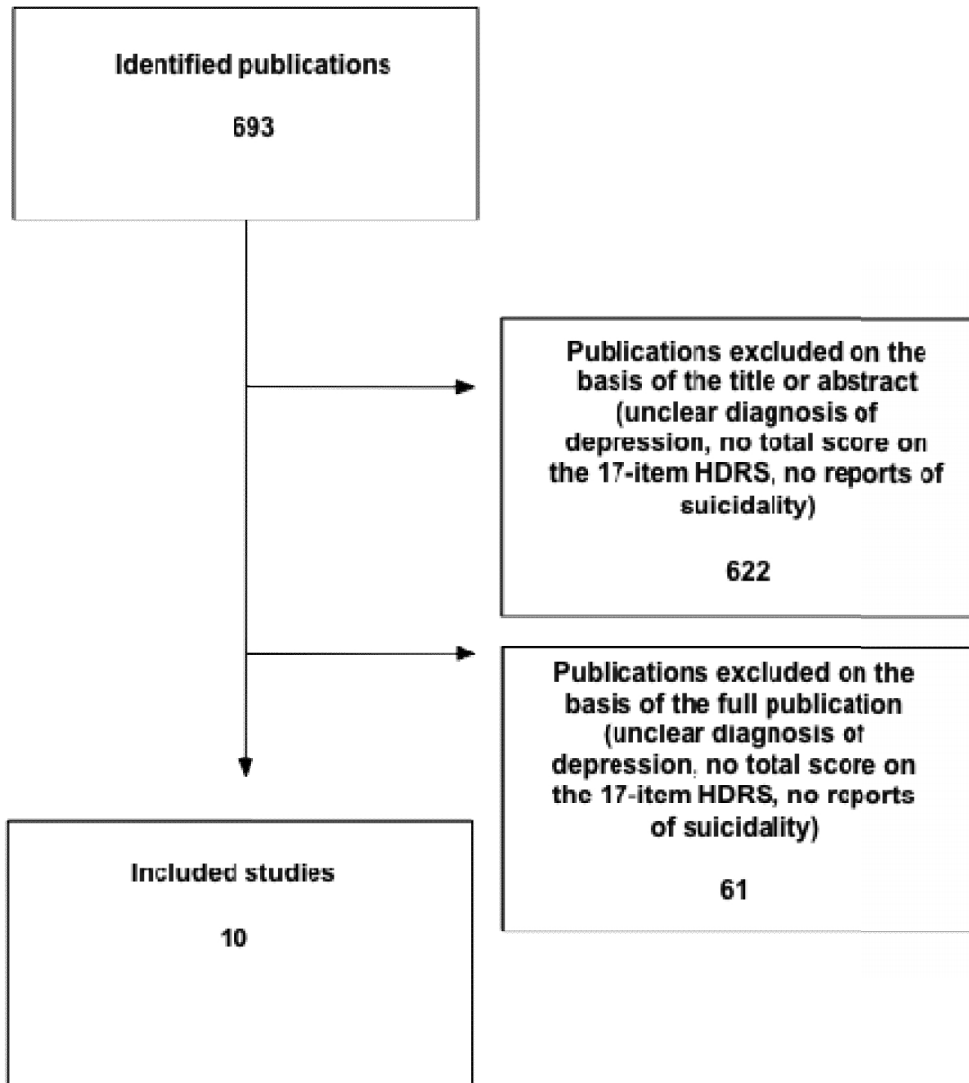 Identified publications
693
Publications excluded on the
basis of the title or abstract
(unclear diagnosis of
depression, no total score on
the 17-item HDRS, no reports of
suicidality)
622
Publications excluded on the
basis of the full publication
(unclear diagnosis of
depression, no total score on
the 17-item HDRS, no reports
of suicidality)
61
Included studies
10